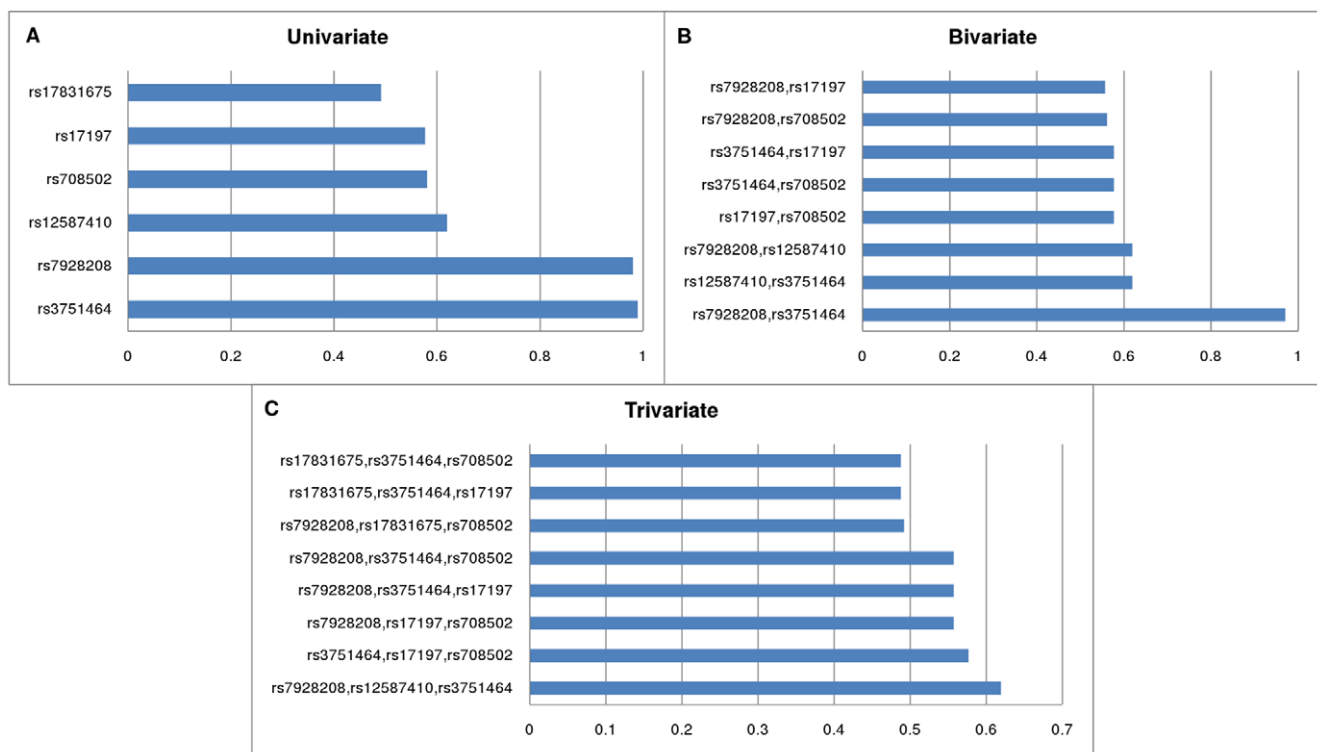 A
Univariate
rs17831675
rs17197
rs708502
rs12587410
rs7928208
rs3751464
0 0.2 0.4 0.6 0.8 1
B
Bivariate
rs7928208,rs17197
rs7928208,rs708502
rs3751464,rs17197
rs3751464,rs708502
rs17197,rs708502
rs7928208,rs12587410
rs12587410,rs3751464
rs7928208,rs3751464
0 0.2 0.4 0.6 0.8 1
C
Trivariate
rs17831675,rs3751464,rs708502
rs17831675,rs3751464,rs17197
rs7928208,rs17831675,rs708502
rs7928208,rs3751464,rs708502
rs7928208,rs3751464,rs17197
rs7928208,rs17197,rs708502
rs3751464,rs17197,rs708502
rs7928208,rs12587410,rs3751464
0 0.1 0.2 0.3 0.4 0.5 0.6 0.7